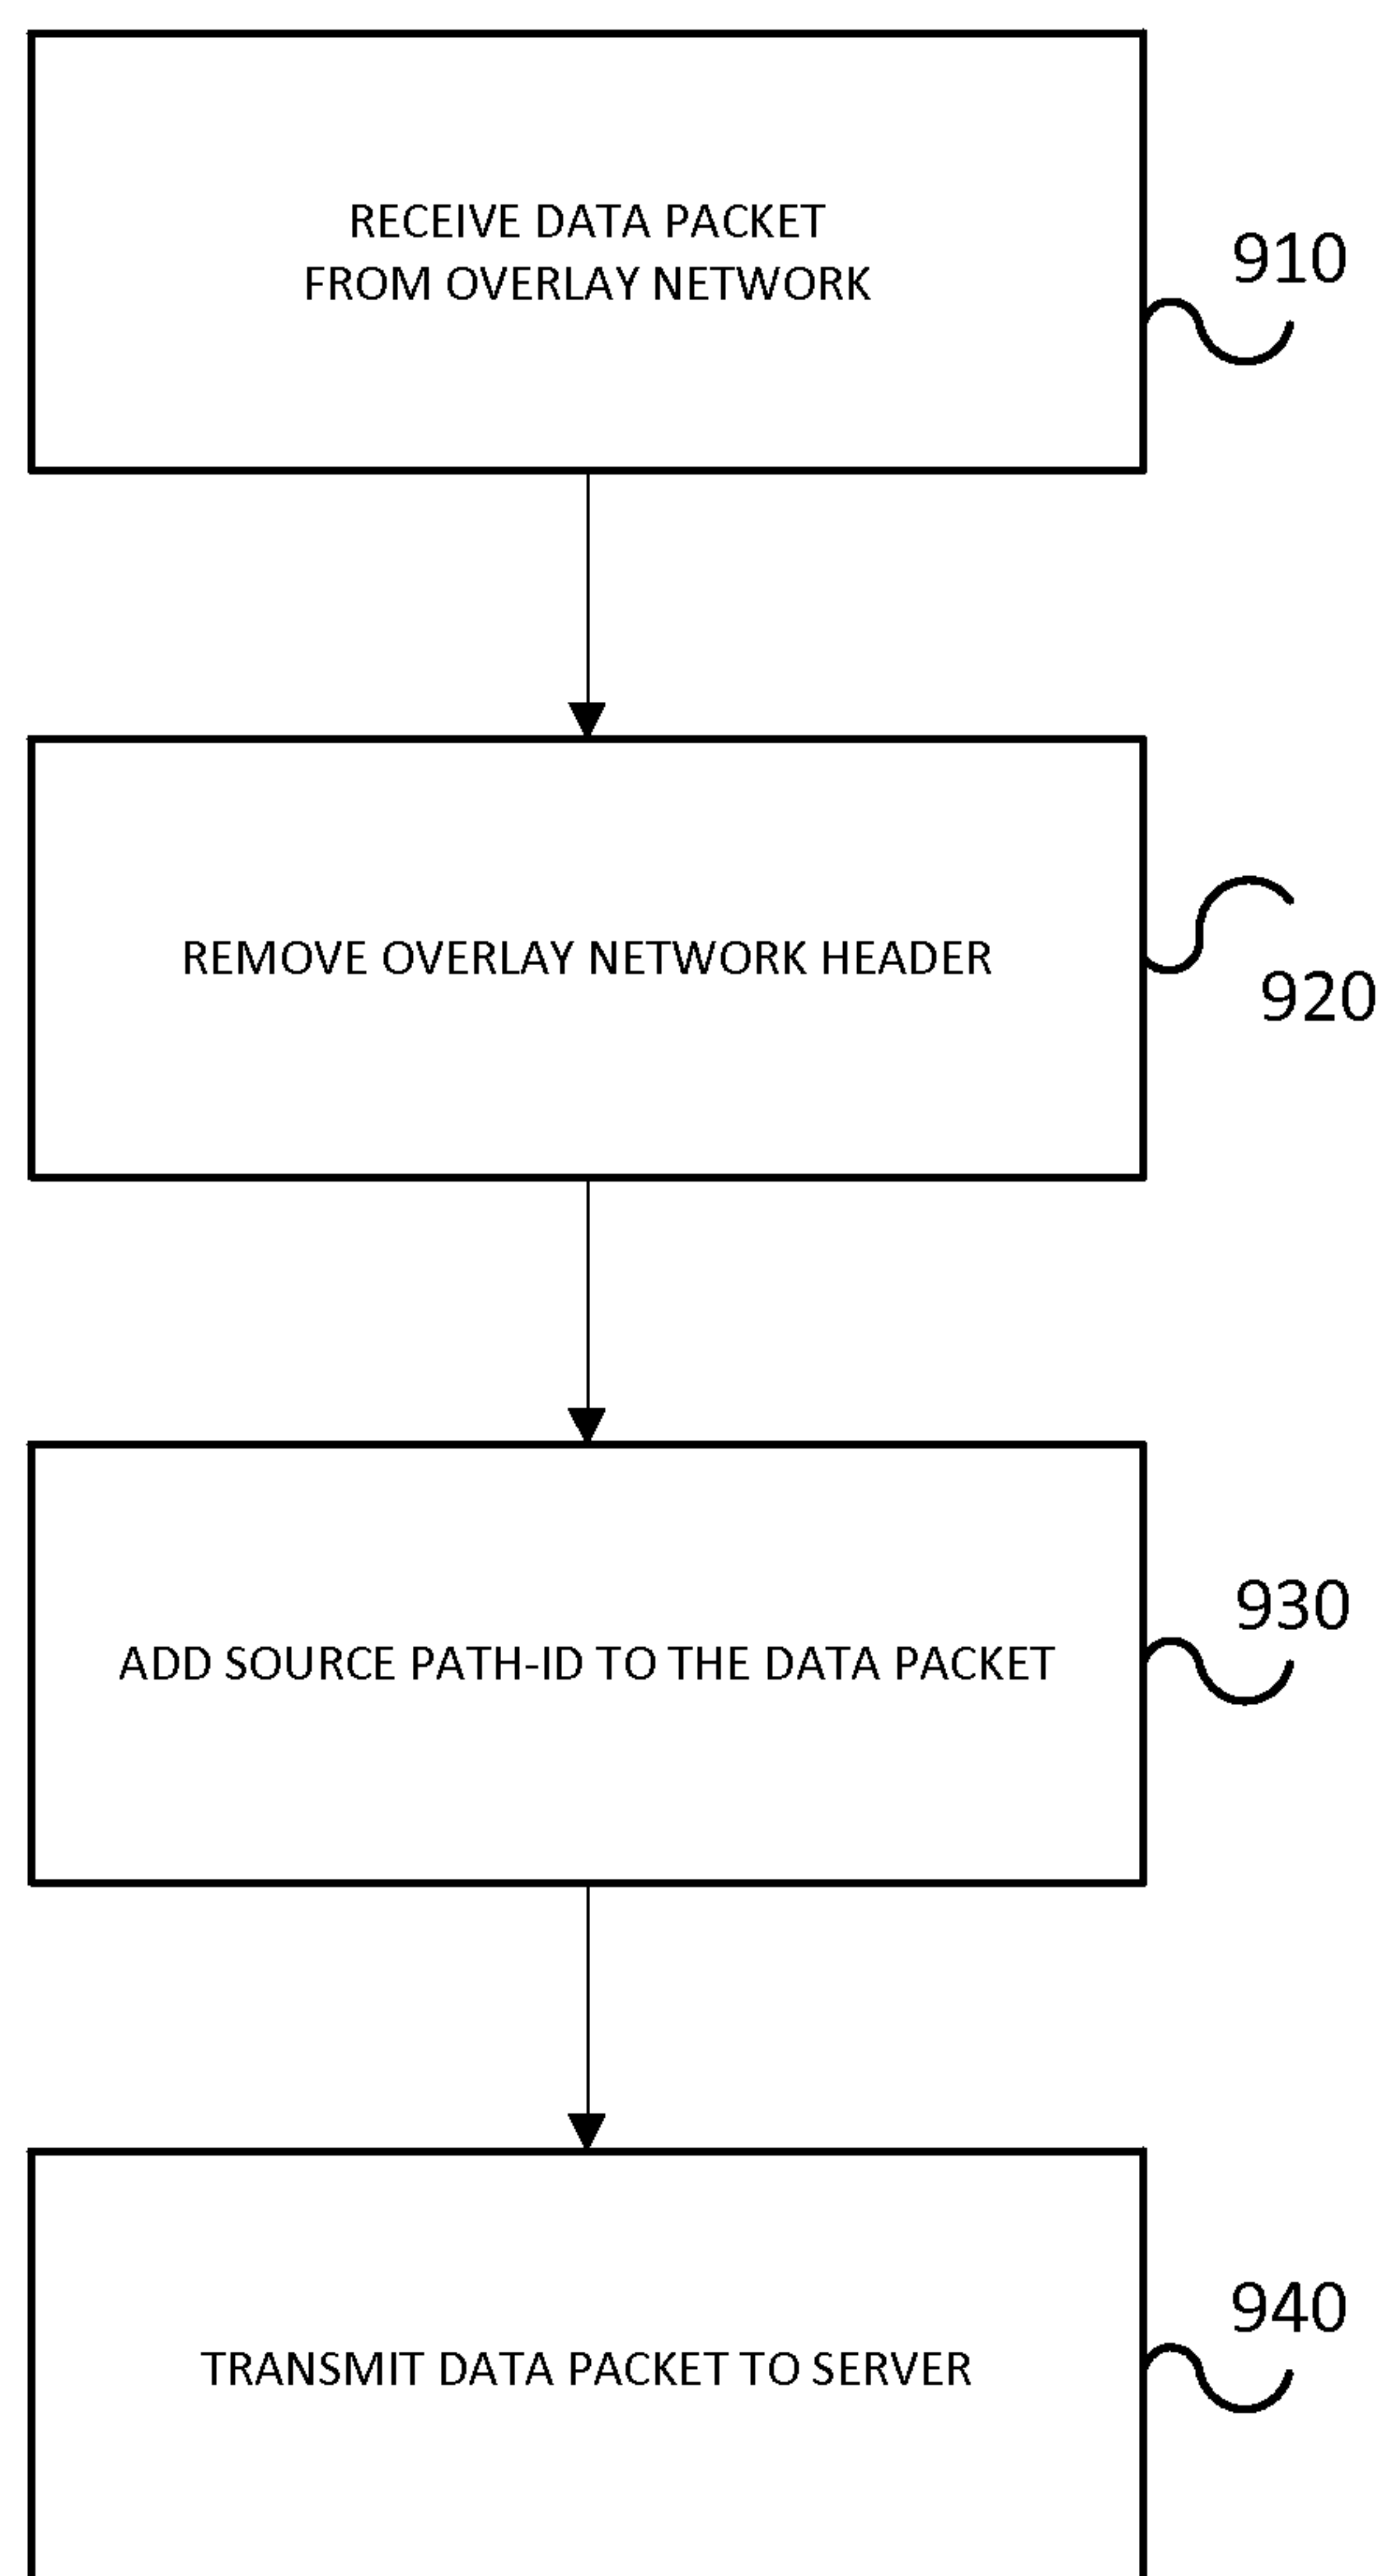 RECEIVE DATA PACKET
FROM OVERLAY NETWORK
910
REMOVE OVERLAY NETWORK HEADER
920
ADD SOURCE PATH-ID TO THE DATA PACKET
930
TRANSMIT DATA PACKET TO SERVER
940